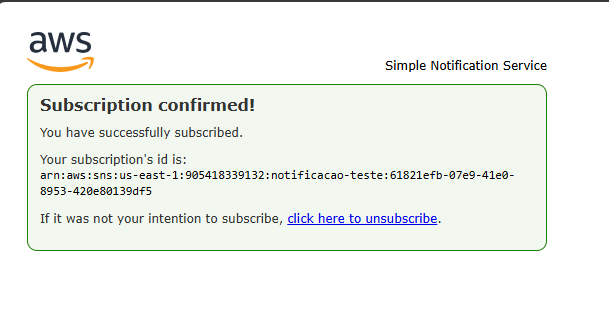 aws
Simple Notification Service
Subscription confirmed!
You have successfully subscribed.
Your subscription's id is:
arn:aws:sns:us-east-1:905418339132:notificacao-teste:61821efb-07e9-41e0-
8953-420e80139df5
If it was not your intention to subscribe, click here to unsubscribe.